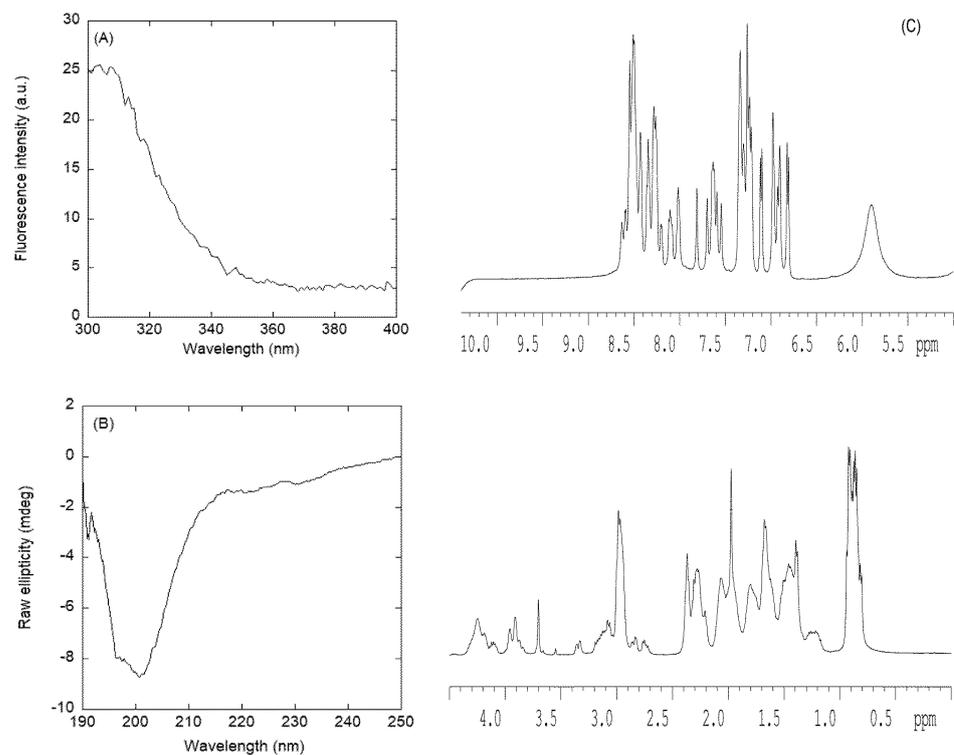 (A)
30
25
20
15
10
5
0
Fluorescence intensity (a.u.)
300 320 340 360 380 400
Wavelength (nm)
(B)
2
0
-2
-4
-6
-8
-10
Raw ellipticity (mdeg)
190 200 210 220 230 240 250
Wavelength (nm)
(C)
10.0 9.5 9.0 8.5 8.0 7.5 7.0 6.5 6.0 5.5 ppm
4.0 3.5 3.0 2.5 2.0 1.5 1.0 0.5 ppm